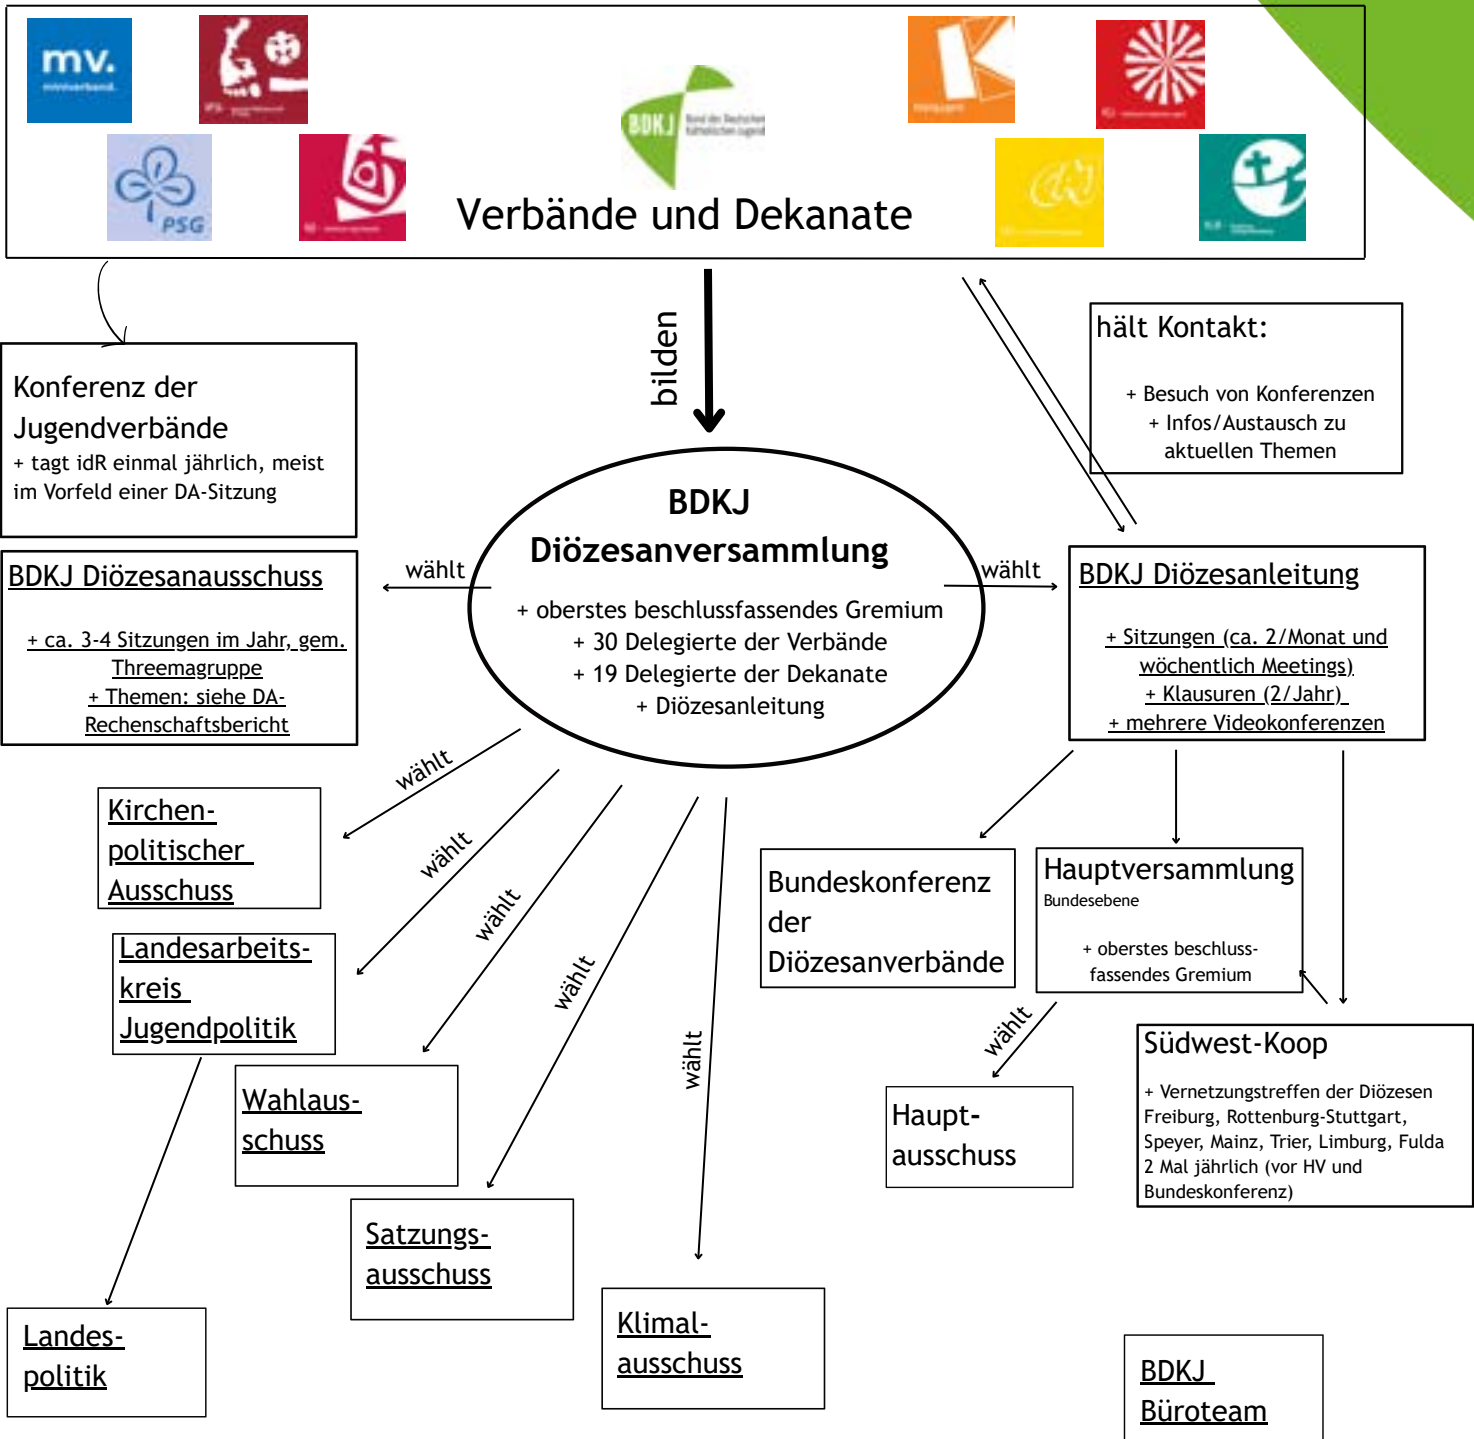 mv.
miniverband.
PSG
BDKJ
Bund der Deutschen
Katholischen Jugend
Verbände und Dekanate
bilden
hält Kontakt:
+ Besuch von Konferenzen
+ Infos/Austausch zu
aktuellen Themen
Konferenz der
Jugendverbände
+ tagt idR einmal jährlich, meist
im Vorfeld einer DA-Sitzung
BDKJ
Diözesanversammlung
+ oberstes beschlussfassendes Gremium
+ 30 Delegierte der Verbände
+ 19 Delegierte der Dekanate
+ Diözesanleitung
wählt
BDKJ Diözesanausschuss
+ ca. 3-4 Sitzungen im Jahr, gem.
Threemagruppe
+ Themen: siehe DA-
Rechenschaftsbericht
wählt
BDKJ Diözesanleitung
+ Sitzungen (ca. 2/Monat und
wöchentlich Meetings)
+ Klausuren (2/Jahr)
+ mehrere Videokonferenzen
wählt
Kirchen-
politischer
Ausschuss
wählt
Landesarbeits-
kreis
Jugendpolitik
wählt
Wahlaus-
schuss
wählt
Satzungs-
ausschuss
wählt
Klimal-
ausschuss
Landes-
politik
Bundeskonferenz
der
Diözesanverbände
Hauptversammlung
Bundesebene
+ oberstes beschluss-
fassendes Gremium
wählt
Haupt-
ausschuss
Südwest-Koop
+ Vernetzungstreffen der Diözesen
Freiburg, Rottenburg-Stuttgart,
Speyer, Mainz, Trier, Limburg, Fulda
2 Mal jährlich (vor HV und
Bundeskonferenz)
BDKJ
Büroteam